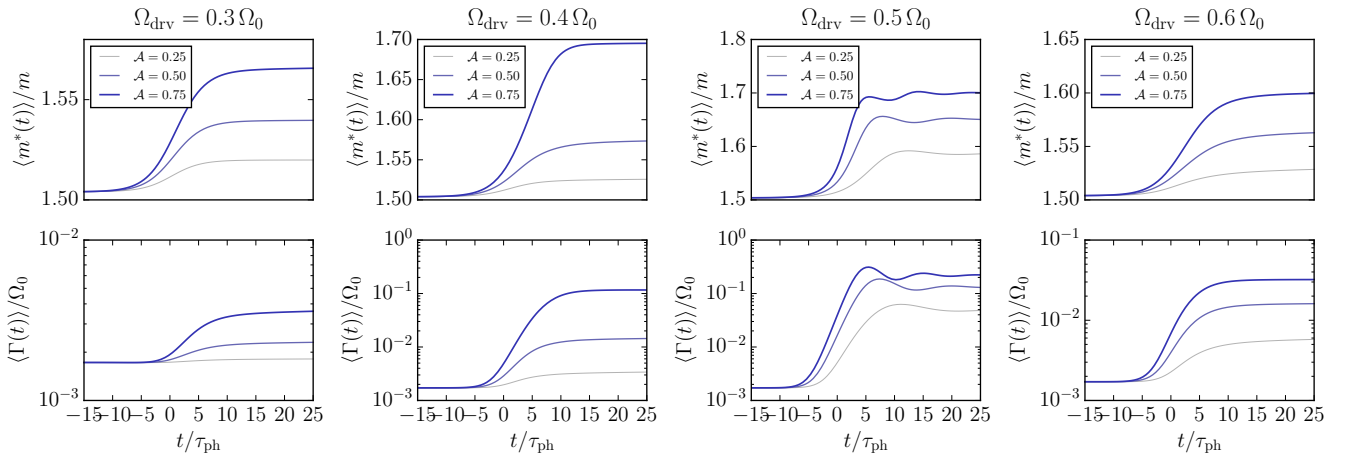 Ω_drv = 0.3 Ω_0
Ω_drv = 0.4 Ω_0
Ω_drv = 0.5 Ω_0
Ω_drv = 0.6 Ω_0
⟨m*(t)⟩/m
1.55
1.50
𝒜 = 0.25
𝒜 = 0.50
𝒜 = 0.75
⟨m*(t)⟩/m
1.70
1.65
1.60
1.55
1.50
𝒜 = 0.25
𝒜 = 0.50
𝒜 = 0.75
⟨m*(t)⟩/m
1.8
1.7
1.6
1.5
𝒜 = 0.25
𝒜 = 0.50
𝒜 = 0.75
⟨m*(t)⟩/m
1.65
1.60
1.55
1.50
𝒜 = 0.25
𝒜 = 0.50
𝒜 = 0.75
⟨Γ(t)⟩/Ω_0
10^{-2}
10^{-3}
−15 −10 −5 0 5 10 15 20 25
t/τ_ph
⟨Γ(t)⟩/Ω_0
10^{0}
10^{-1}
10^{-2}
10^{-3}
−15 −10 −5 0 5 10 15 20 25
t/τ_ph
⟨Γ(t)⟩/Ω_0
10^{0}
10^{-1}
10^{-2}
10^{-3}
−15 −10 −5 0 5 10 15 20 25
t/τ_ph
⟨Γ(t)⟩/Ω_0
10^{-1}
10^{-2}
10^{-3}
−15 −10 −5 0 5 10 15 20 25
t/τ_ph